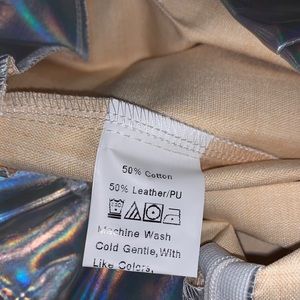 50% Cotton
50% Leather/PU
Machine Wash
Cold Gentle,With
Like Colors,